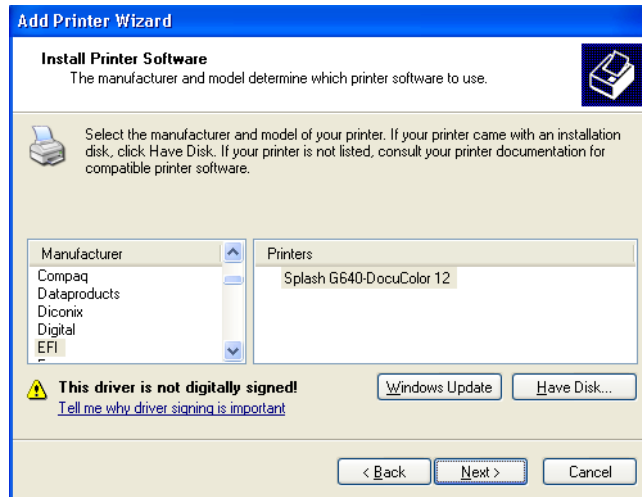 Add Printer Wizard
Install Printer Software
The manufacturer and model determine which printer software to use.
Select the manufacturer and model of your printer. If your printer came with an installation
disk, click Have Disk. If your printer is not listed, consult your printer documentation for
compatible printer software.
Manufacturer
Compaq
Dataproducts
Diconix
Digital
EFI
Printers
Splash G640-DocuColor 12
This driver is not digitally signed!
Tell me why driver signing is important
Windows Update
Have Disk...
< Back
Next >
Cancel